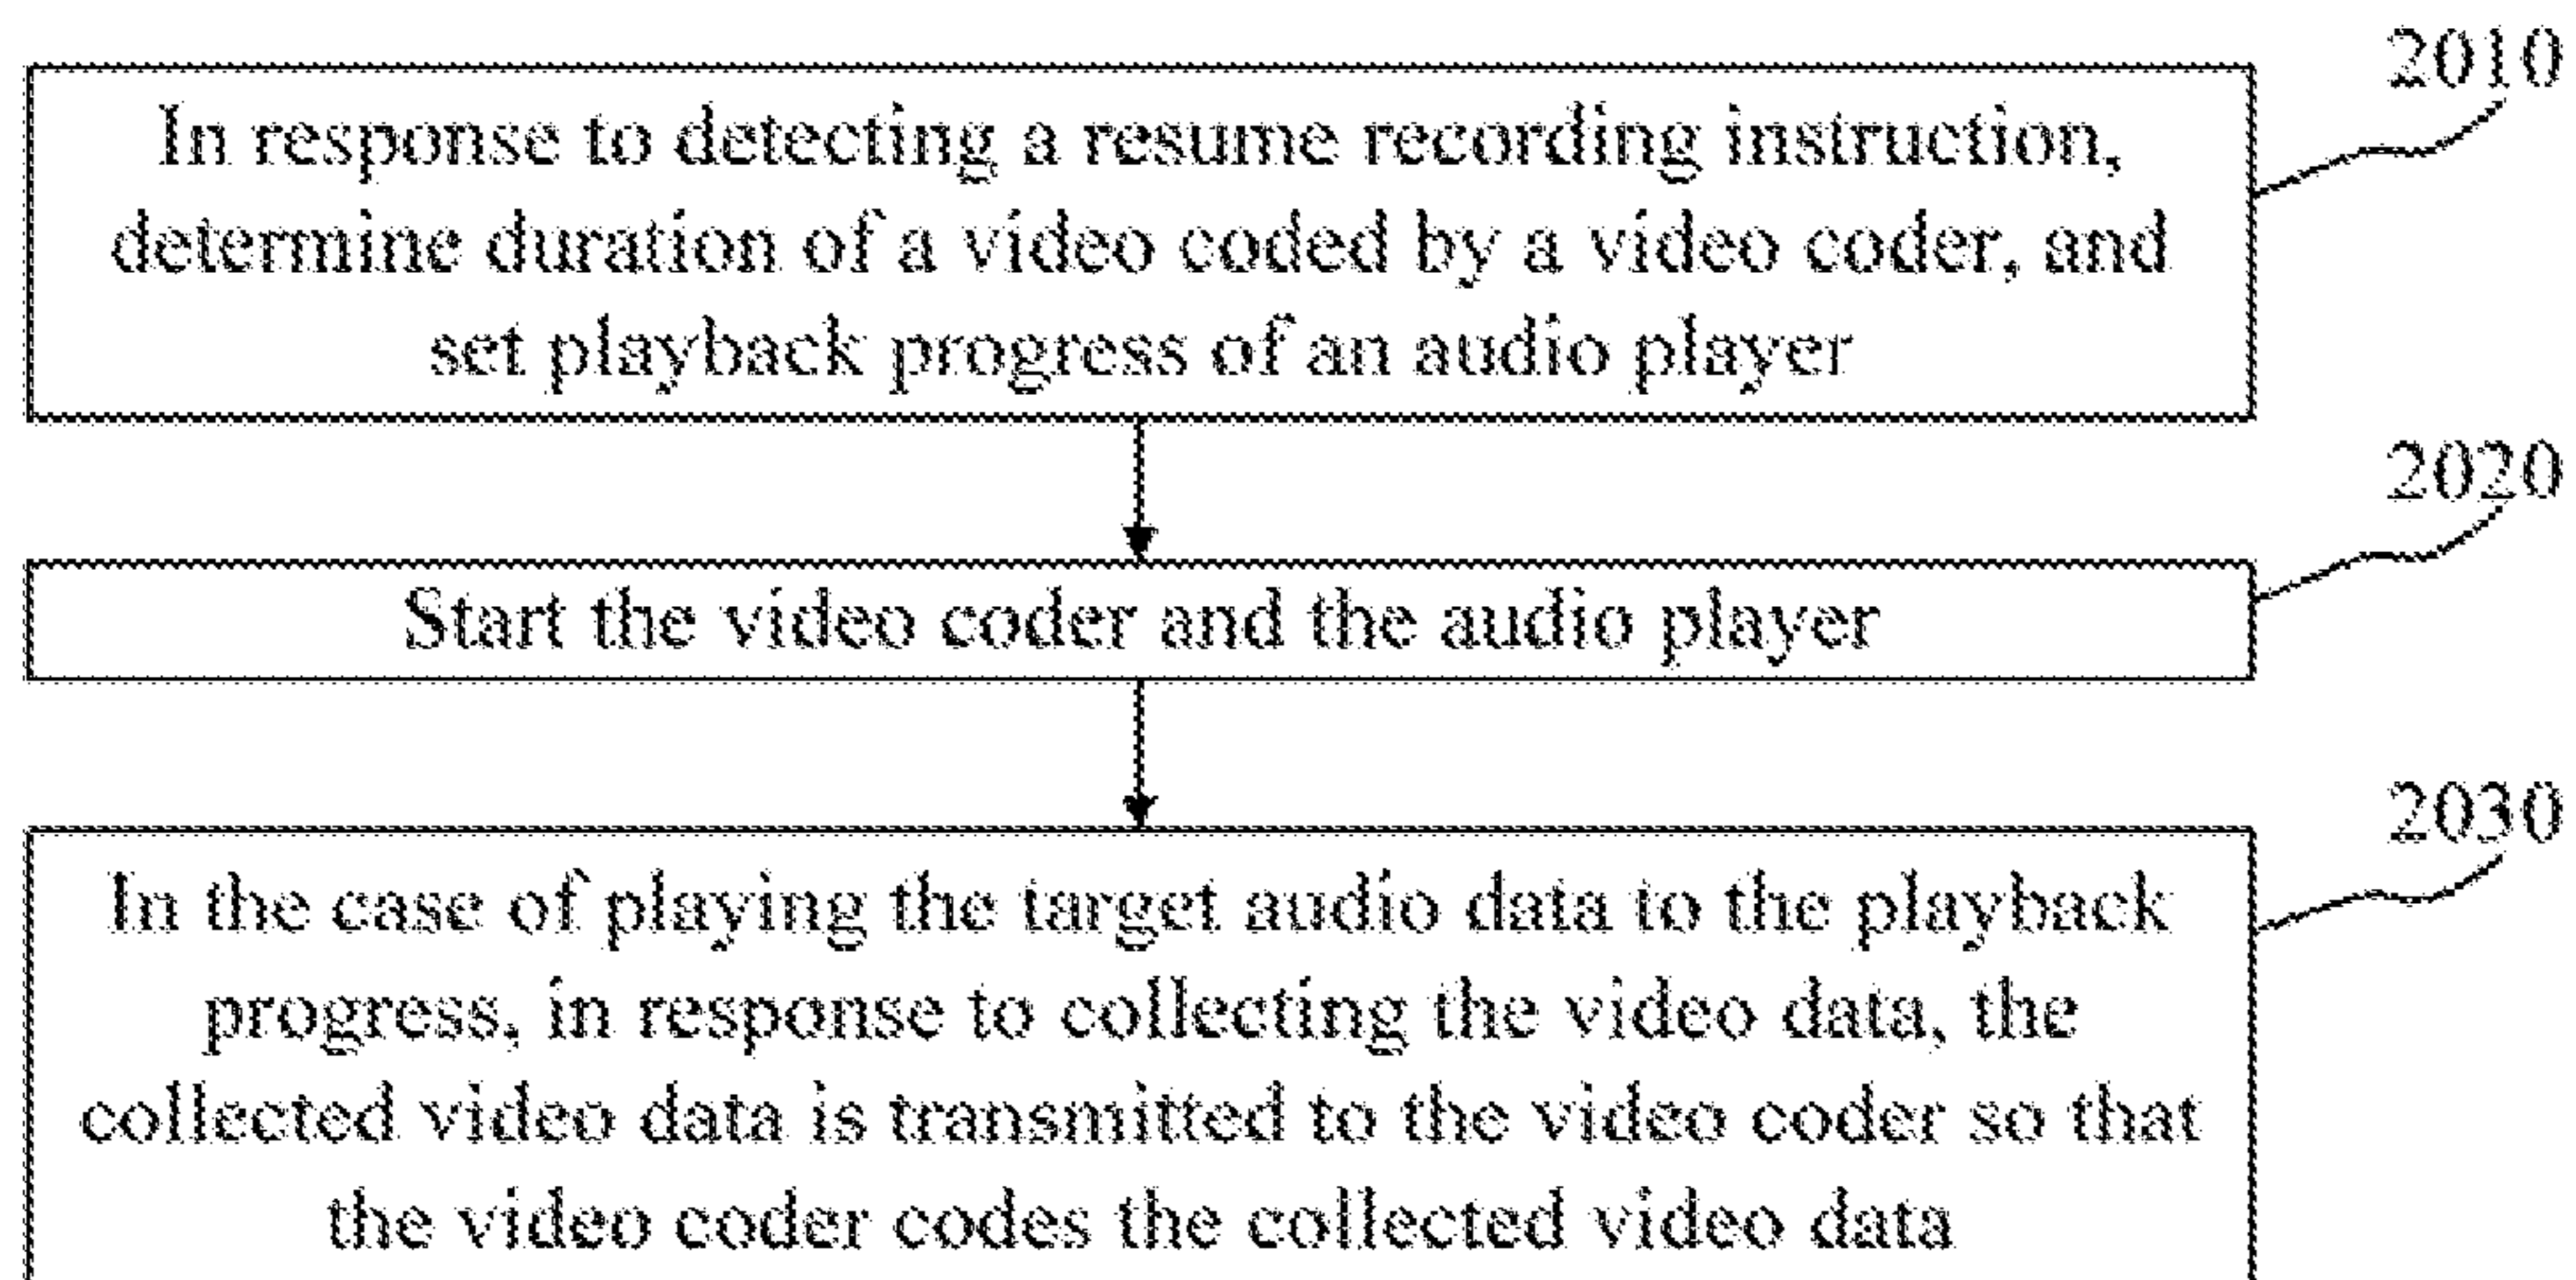 2010
In response to detecting a resume recording instruction,
determine duration of a video coded by a video coder, and
set playback progress of an audio player
2020
Start the video coder and the audio player
2030
In the case of playing the target audio data to the playback
progress, in response to collecting the video data, the
collected video data is transmitted to the video coder so that
the video coder codes the collected video data